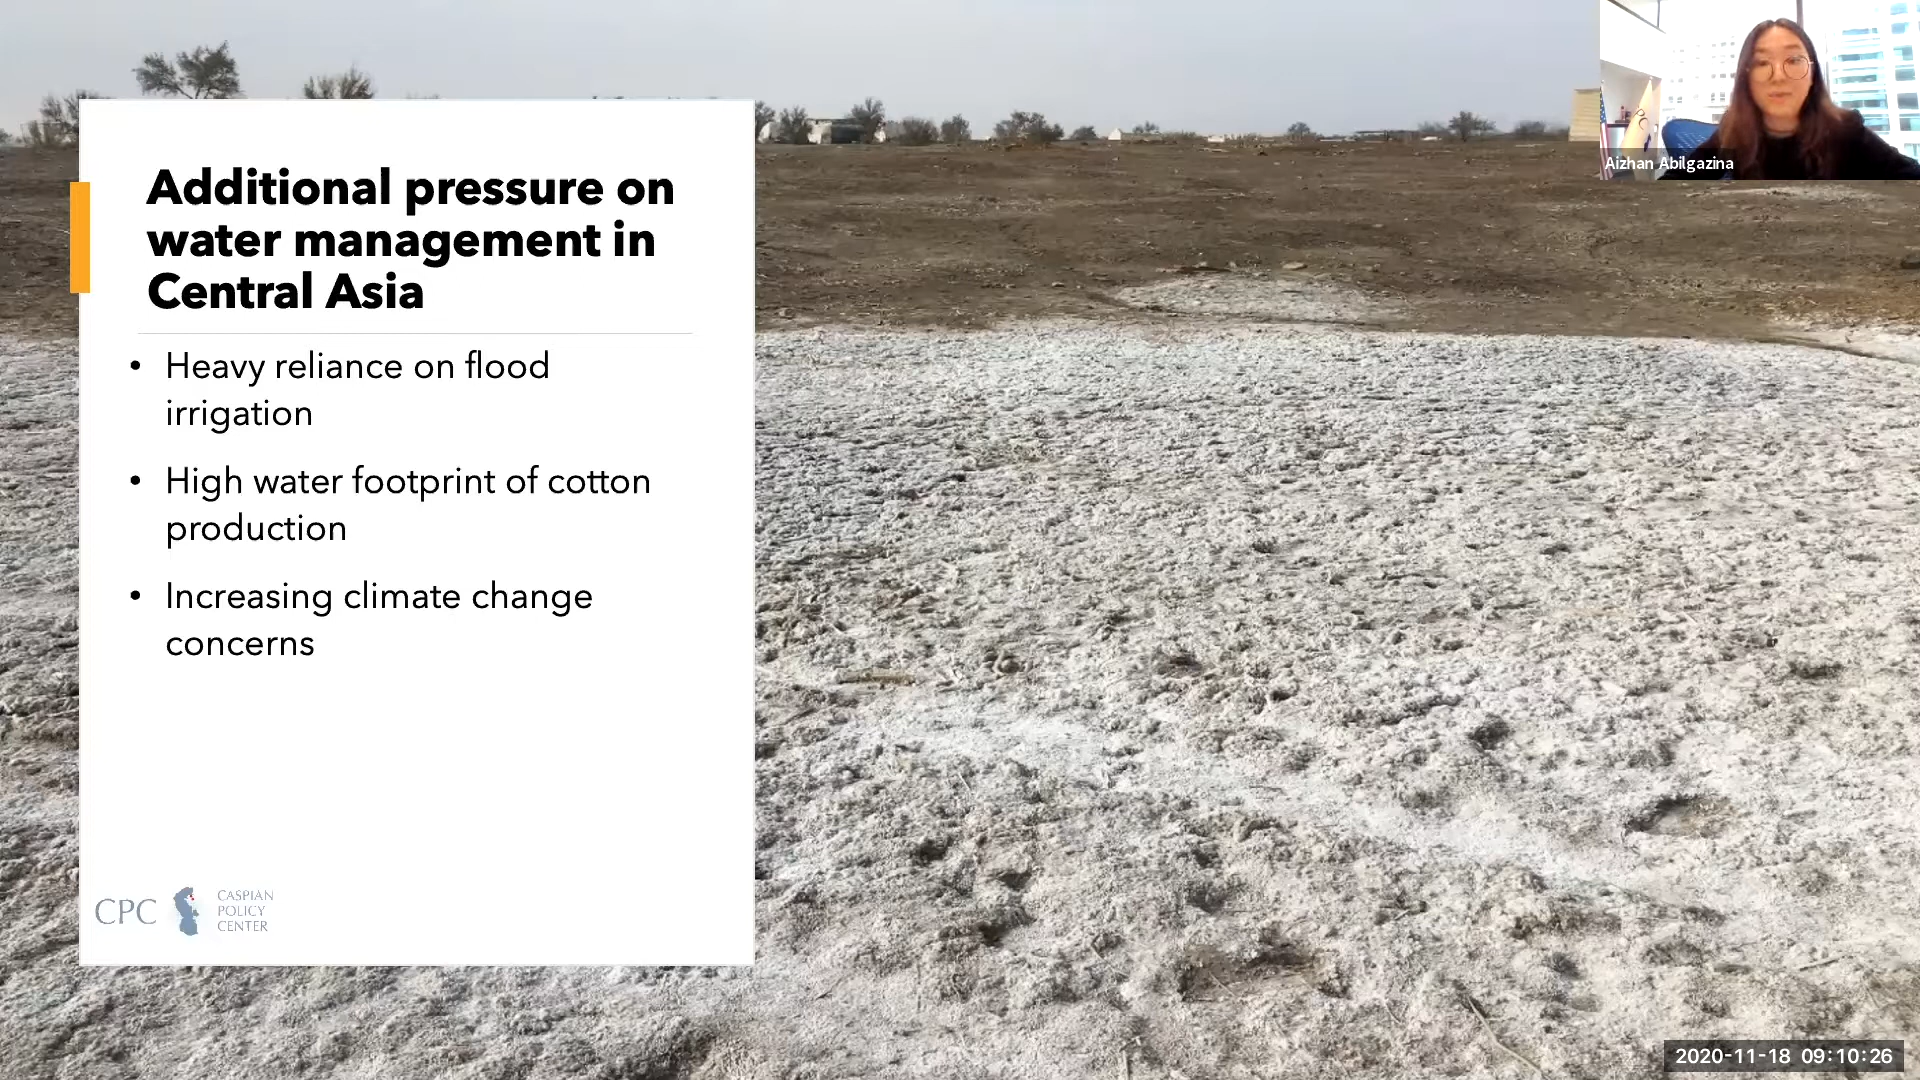 Aizhan Abilgazina
Additional pressure on
water management in
Central Asia
• Heavy reliance on flood
irrigation
• High water footprint of cotton
production
• Increasing climate change
concerns
CPC
CASPIAN
POLICY
CENTER
2020-11-18 09:10:26